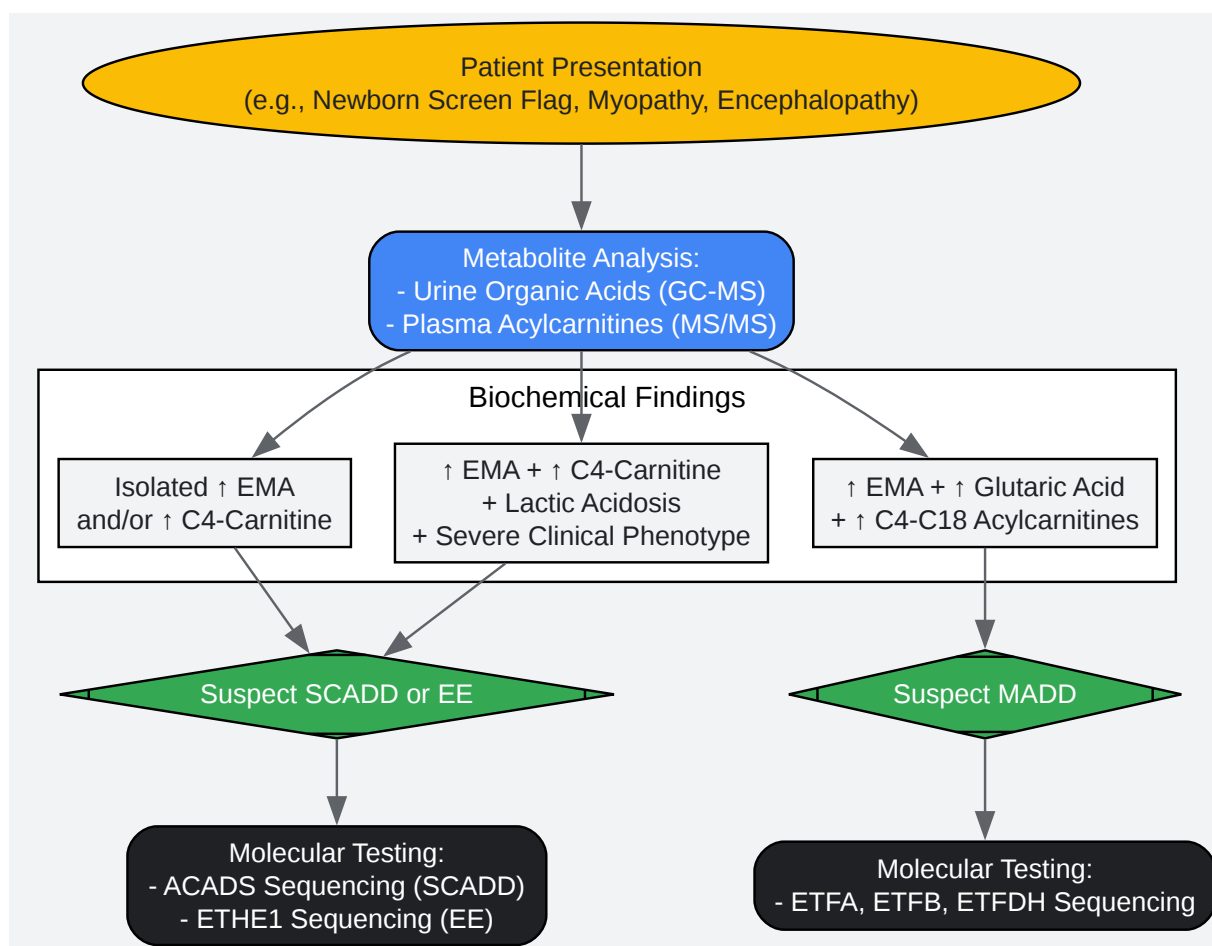 Patient Presentation
(e.g., Newborn Screen Flag, Myopathy, Encephalopathy)
Metabolite Analysis:
- Urine Organic Acids (GC-MS)
- Plasma Acylcarnitines (MS/MS)
Biochemical Findings
Isolated ↑ EMA
and/or ↑ C4-Carnitine
↑ EMA + ↑ C4-Carnitine
+ Lactic Acidosis
+ Severe Clinical Phenotype
↑ EMA + ↑ Glutaric Acid
+ ↑ C4-C18 Acylcarnitines
Suspect SCADD or EE
Suspect MADD
Molecular Testing:
- ACADS Sequencing (SCADD)
- ETHE1 Sequencing (EE)
Molecular Testing:
- ETFA, ETFB, ETFDH Sequencing